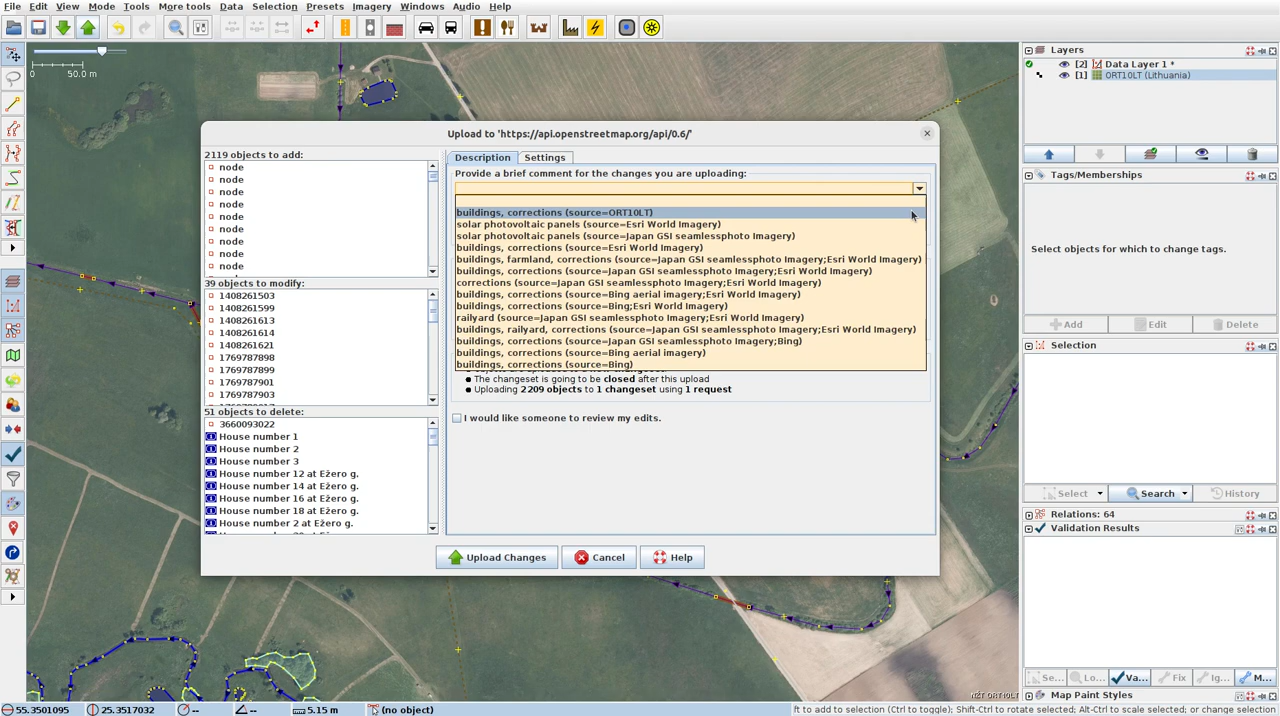 File Edit View Mode Tools More tools Data Selection Presets Imagery Windows Audio Help
0 50.0 m
Layers
[2] Data Layer 1 *
[1] ORT10LT (Lithuania)
Tags/Memberships
Select objects for which to change tags.
Add Edit Delete
Selection
Select Search History
Relations: 64
Validation Results
Se... Lo... Va... Fix Ig... M...
Map Paint Styles
Upload to 'https://api.openstreetmap.org/api/0.6/'
2119 objects to add:
node
node
node
node
node
node
node
node
node
39 objects to modify:
1408261503
1408261599
1408261613
1408261614
1408261621
1769787898
1769787899
1769787901
1769787903
51 objects to delete:
3660093022
House number 1
House number 2
House number 3
House number 12 at Ežero g.
House number 14 at Ežero g.
House number 16 at Ežero g.
House number 18 at Ežero g.
House number 2 at Ežero g.
Description Settings
Provide a brief comment for the changes you are uploading:
buildings, corrections (source=ORT10LT)
solar photovoltaic panels (source=Esri World Imagery)
solar photovoltaic panels (source=Japan GSI seamlessphoto Imagery)
buildings, corrections (source=Esri World Imagery)
buildings, farmland, corrections (source=Japan GSI seamlessphoto Imagery;Esri World Imagery)
buildings, corrections (source=Japan GSI seamlessphoto Imagery;Esri World Imagery)
corrections (source=Japan GSI seamlessphoto Imagery;Esri World Imagery)
buildings, corrections (source=Bing aerial imagery;Esri World Imagery)
buildings, corrections (source=Bing;Esri World Imagery)
railyard (source=Japan GSI seamlessphoto Imagery;Esri World Imagery)
buildings, railyard, corrections (source=Japan GSI seamlessphoto Imagery;Esri World Imagery)
buildings, corrections (source=Japan GSI seamlessphoto Imagery;Bing)
buildings, corrections (source=Bing aerial imagery)
buildings, corrections (source=Bing)
The changeset is going to be closed after this upload
Uploading 2209 objects to 1 changeset using 1 request
I would like someone to review my edits.
Upload Changes Cancel Help
NŽT ORT10LT
55.3501095 25.3517032 -- -- 5.15 m (no object) ft to add to selection (Ctrl to toggle); Shift-Ctrl to rotate selected; Alt-Ctrl to scale selected; or change selection